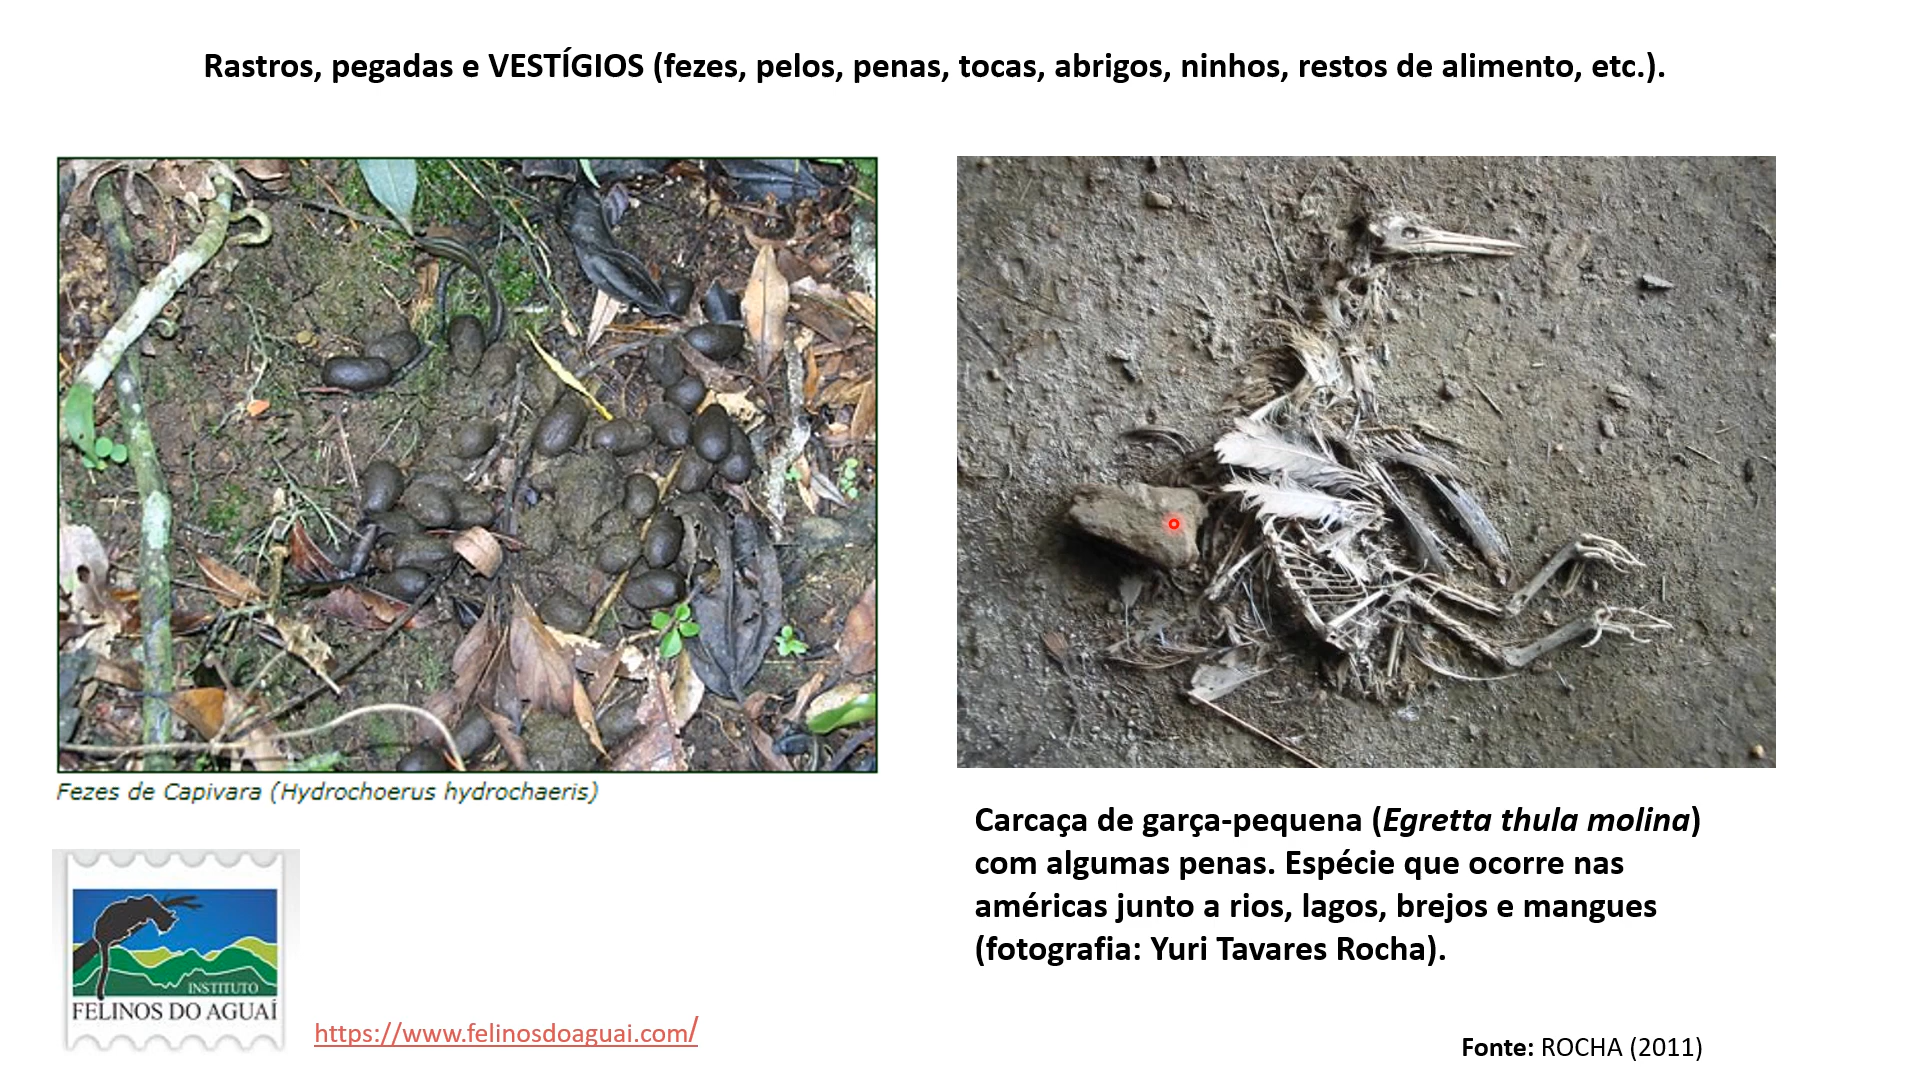 Rastros, pegadas e VESTÍGIOS (fezes, pelos, penas, tocas, abrigos, ninhos, restos de alimento, etc.).
Fezes de Capivara (Hydrochoerus hydrochaeris)
Carcaça de garça-pequena (Egretta thula molina)
com algumas penas. Espécie que ocorre nas
américas junto a rios, lagos, brejos e mangues
(fotografia: Yuri Tavares Rocha).
INSTITUTO
FELINOS DO AGUAÍ
https://www.felinosdoaguai.com/
Fonte: ROCHA (2011)